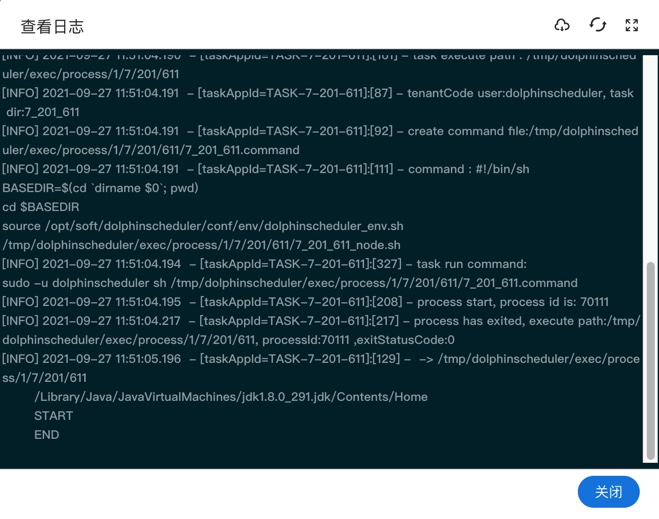 查看日志
[INFO] 2021-09-27 11:51:04.190 - [taskAppId=TASK-7-201-611]:[161] - task execute path : /tmp/dolphinsched
uler/exec/process/1/7/201/611
[INFO] 2021-09-27 11:51:04.191 - [taskAppId=TASK-7-201-611]:[87] - tenantCode user:dolphinscheduler, task
dir:7_201_611
[INFO] 2021-09-27 11:51:04.191 - [taskAppId=TASK-7-201-611]:[92] - create command file:/tmp/dolphinsched
uler/exec/process/1/7/201/611/7_201_611.command
[INFO] 2021-09-27 11:51:04.191 - [taskAppId=TASK-7-201-611]:[111] - command : #!/bin/sh
BASEDIR=$(cd `dirname $0`; pwd)
cd $BASEDIR
source /opt/soft/dolphinscheduler/conf/env/dolphinscheduler_env.sh
/tmp/dolphinscheduler/exec/process/1/7/201/611/7_201_611_node.sh
[INFO] 2021-09-27 11:51:04.194 - [taskAppId=TASK-7-201-611]:[327] - task run command:
sudo -u dolphinscheduler sh /tmp/dolphinscheduler/exec/process/1/7/201/611/7_201_611.command
[INFO] 2021-09-27 11:51:04.195 - [taskAppId=TASK-7-201-611]:[208] - process start, process id is: 70111
[INFO] 2021-09-27 11:51:04.217 - [taskAppId=TASK-7-201-611]:[217] - process has exited, execute path:/tmp/
dolphinscheduler/exec/process/1/7/201/611, processId:70111 ,exitStatusCode:0
[INFO] 2021-09-27 11:51:05.196 - [taskAppId=TASK-7-201-611]:[129] - -> /tmp/dolphinscheduler/exec/proce
ss/1/7/201/611
/Library/Java/JavaVirtualMachines/jdk1.8.0_291.jdk/Contents/Home
START
END
关闭